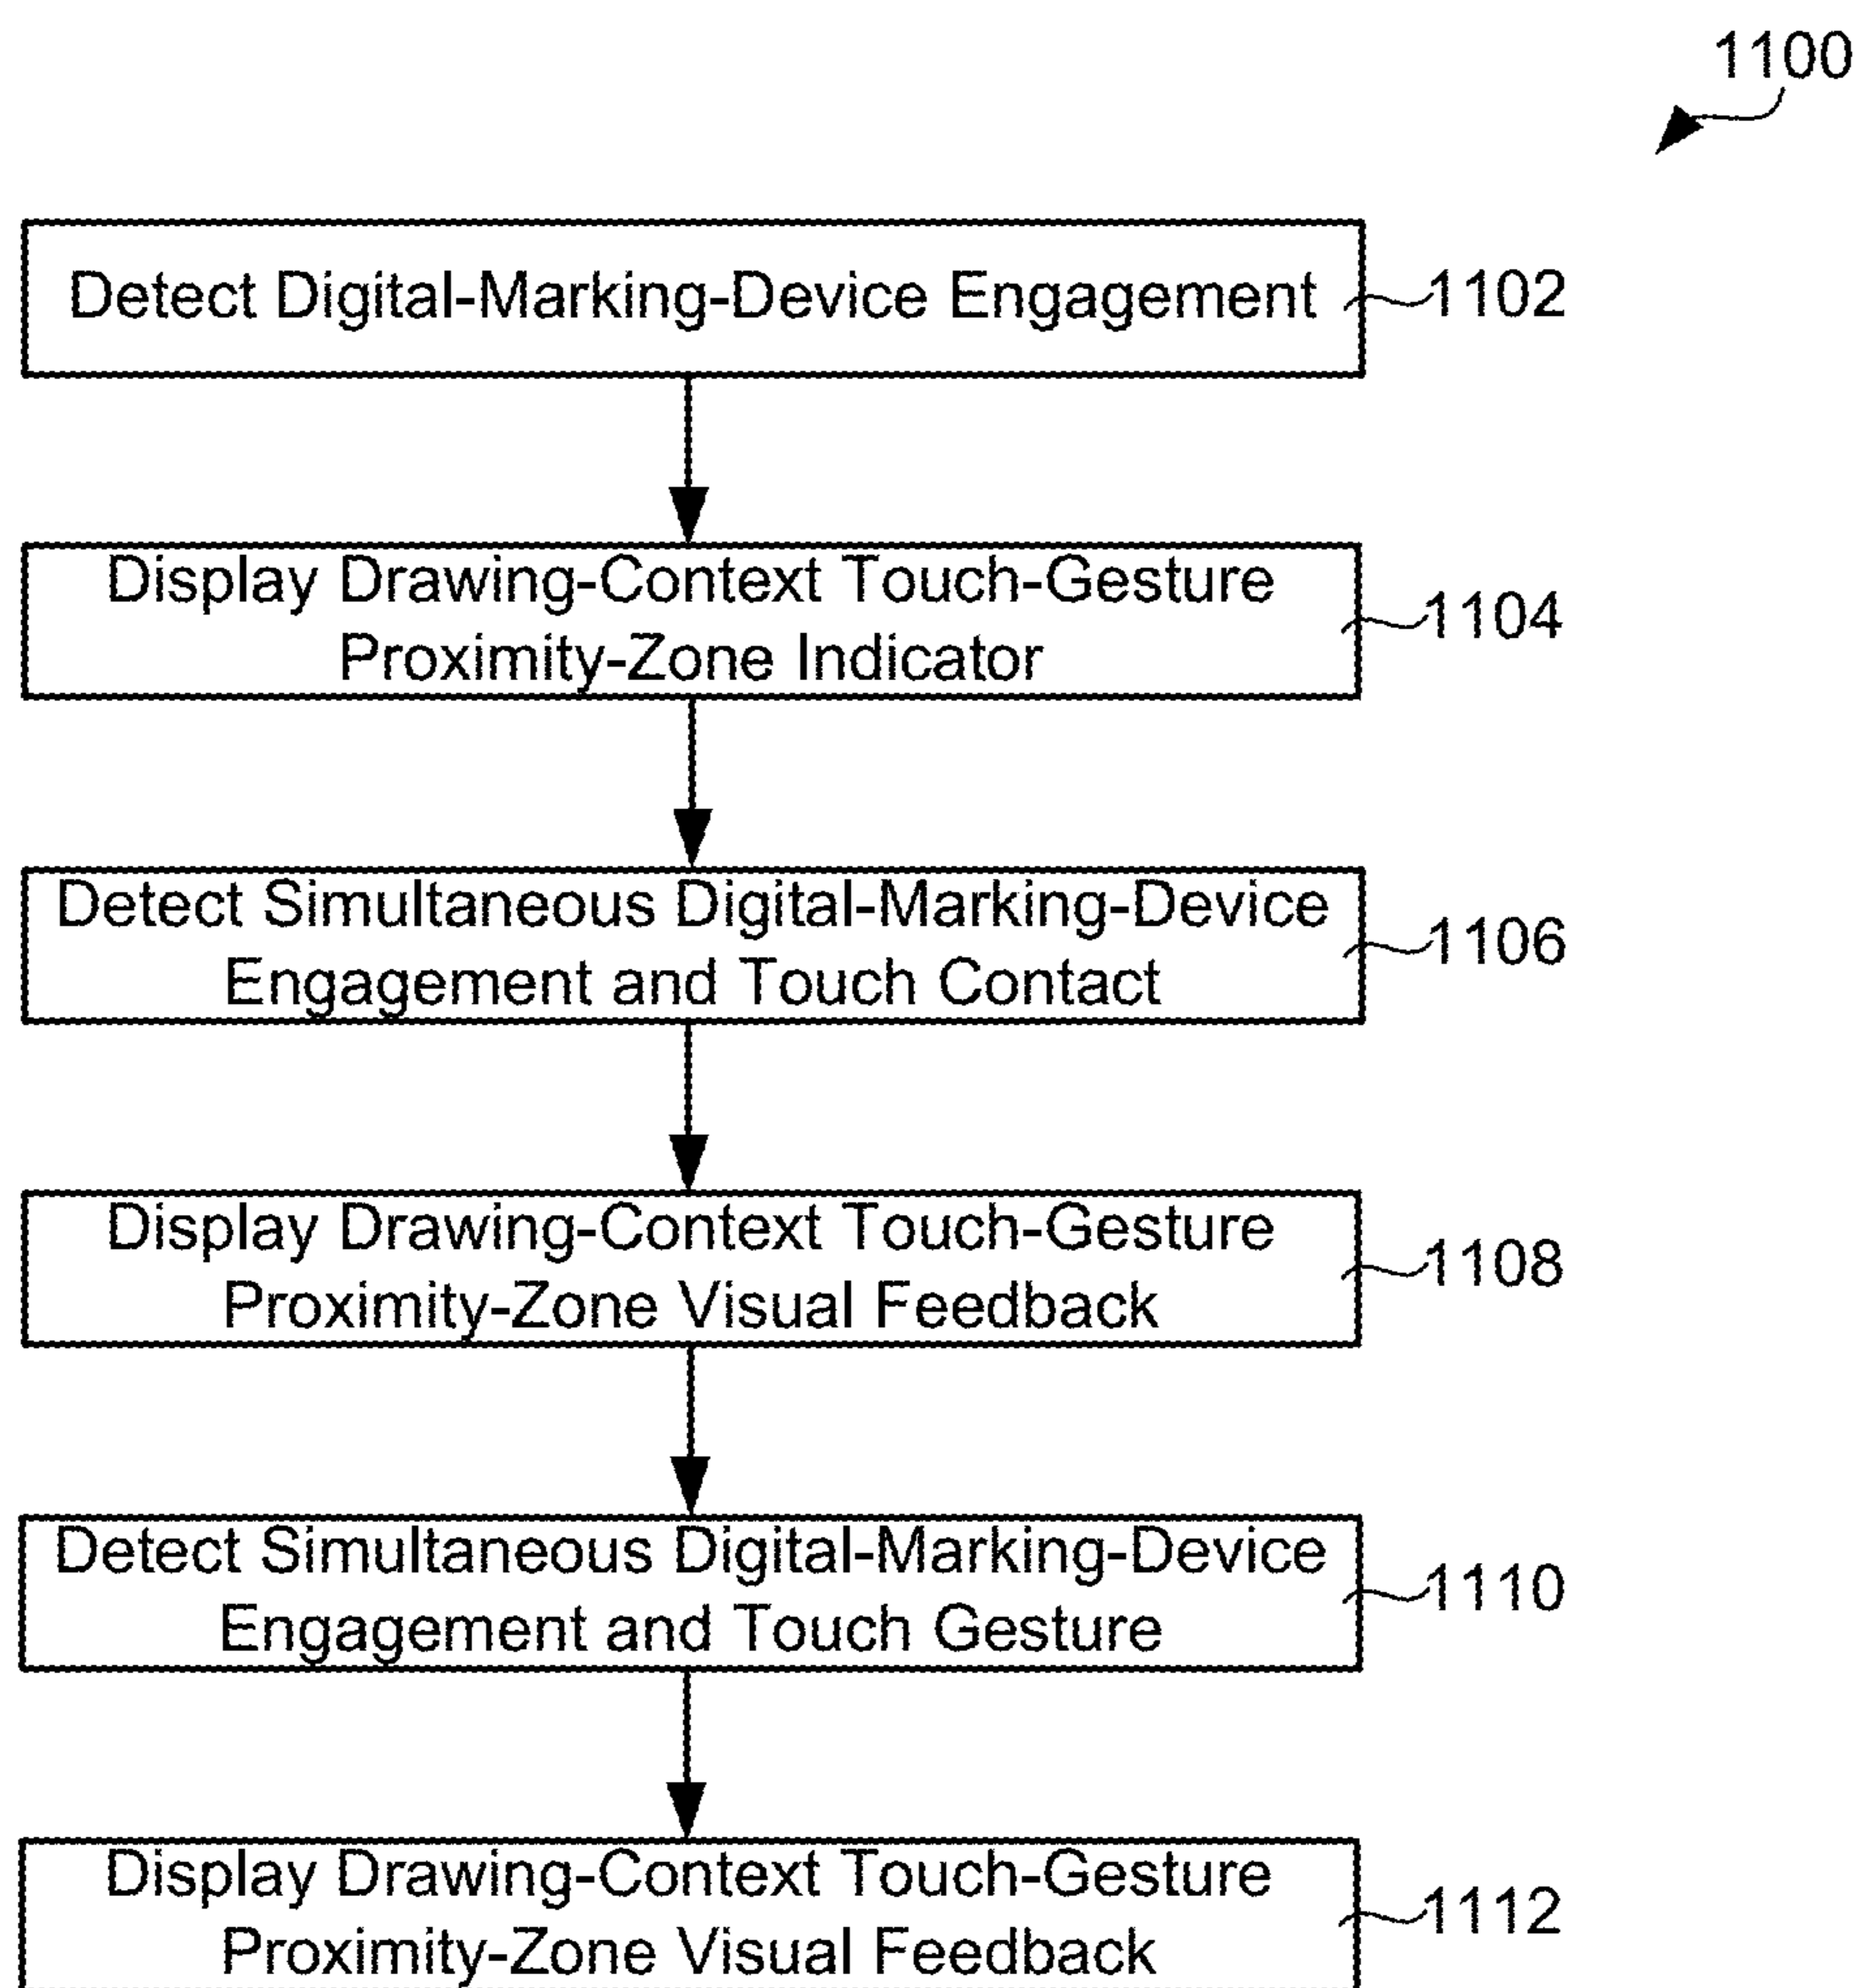 1100
Detect Digital-Marking-Device Engagement
1102
Display Drawing-Context Touch-Gesture
Proximity-Zone Indicator
1104
Detect Simultaneous Digital-Marking-Device
Engagement and Touch Contact
1106
Display Drawing-Context Touch-Gesture
Proximity-Zone Visual Feedback
1108
Detect Simultaneous Digital-Marking-Device
Engagement and Touch Gesture
1110
Display Drawing-Context Touch-Gesture
Proximity-Zone Visual Feedback
1112